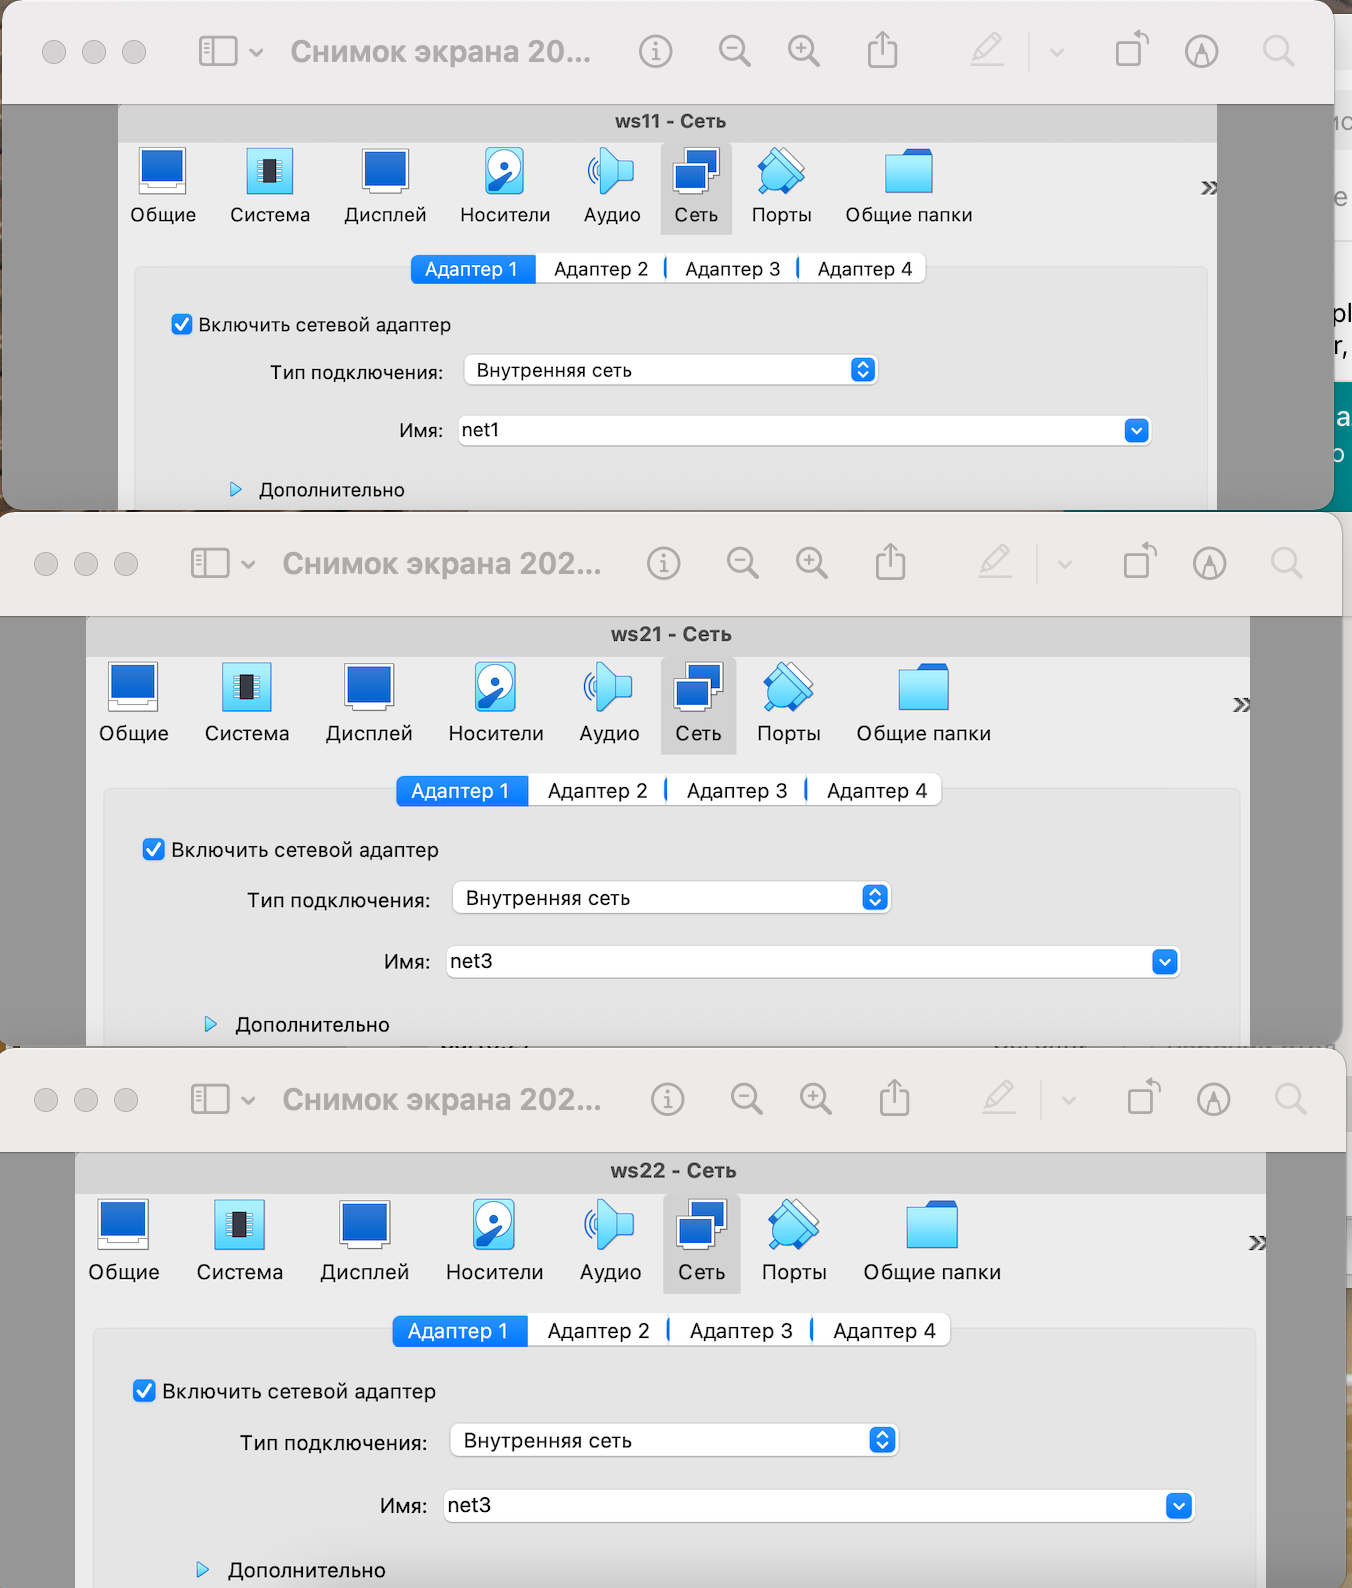 Снимок экрана 20...
ws11 - Сеть
Общие Система Дисплей Носители Аудио Сеть Порты Общие папки
Адаптер 1 Адаптер 2 Адаптер 3 Адаптер 4
Включить сетевой адаптер
Тип подключения: Внутренняя сеть
Имя: net1
Дополнительно
Снимок экрана 202...
ws21 - Сеть
Общие Система Дисплей Носители Аудио Сеть Порты Общие папки
Адаптер 1 Адаптер 2 Адаптер 3 Адаптер 4
Включить сетевой адаптер
Тип подключения: Внутренняя сеть
Имя: net3
Дополнительно
Снимок экрана 202...
ws22 - Сеть
Общие Система Дисплей Носители Аудио Сеть Порты Общие папки
Адаптер 1 Адаптер 2 Адаптер 3 Адаптер 4
Включить сетевой адаптер
Тип подключения: Внутренняя сеть
Имя: net3
Дополнительно